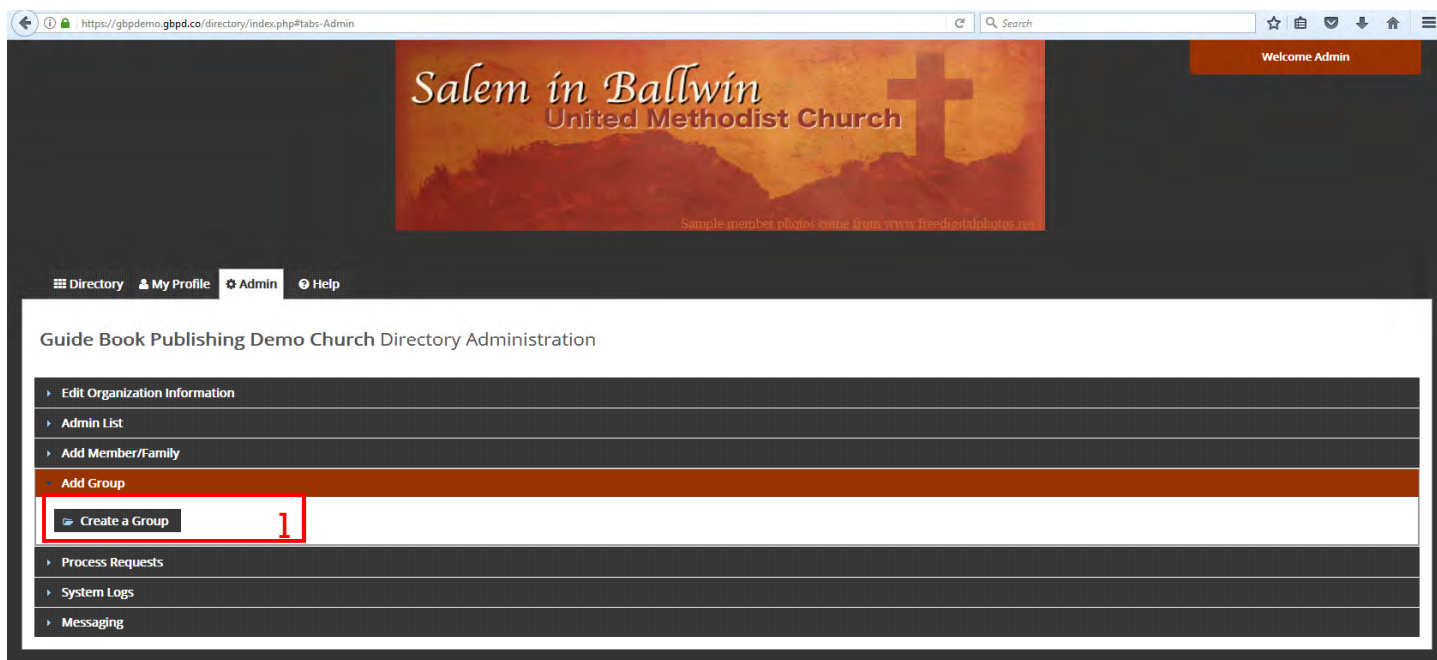 https://gbpdemo.gbpd.co/directory/index.php#tabs-Admin
Search
Welcome Admin
Salem in Ballwin
United Methodist Church
Sample member photos come from www.freedigitalphotos.net
Directory My Profile Admin Help
Guide Book Publishing Demo Church Directory Administration
Edit Organization Information
Admin List
Add Member/Family
Add Group
Create a Group 1
Process Requests
System Logs
Messaging